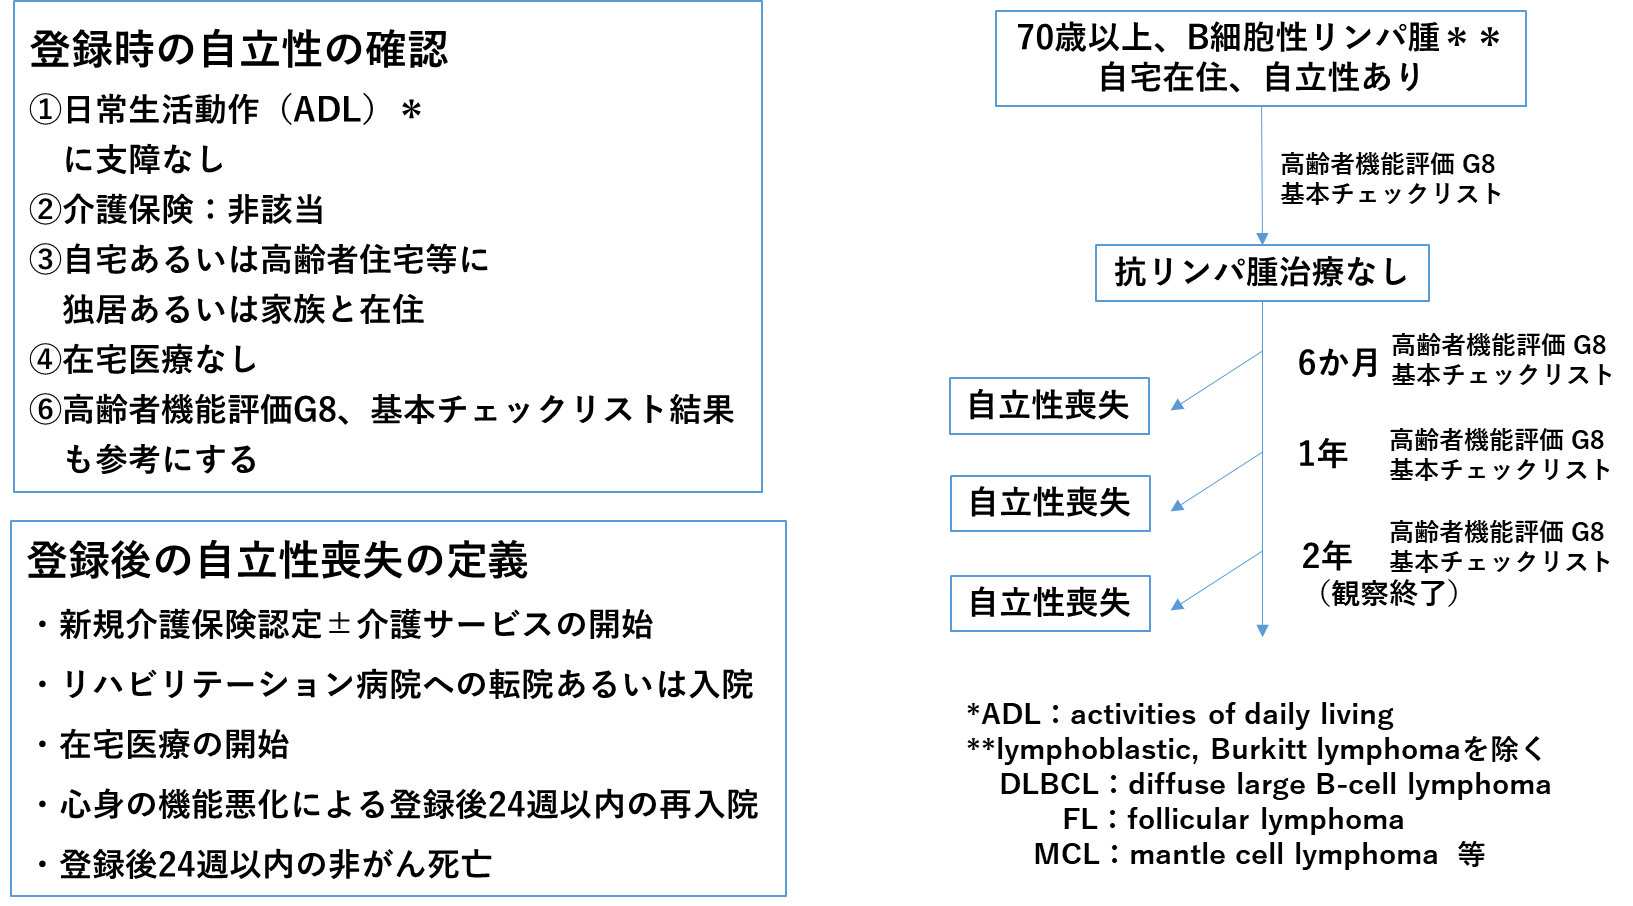 登録時の自立性の確認
①日常生活動作（ADL）＊
に支障なし
②介護保険：非該当
③自宅あるいは高齢者住宅等に
独居あるいは家族と在住
④在宅医療なし
⑥高齢者機能評価G8、基本チェックリスト結果
も参考にする
登録後の自立性喪失の定義
・新規介護保険認定±介護サービスの開始
・リハビリテーション病院への転院あるいは入院
・在宅医療の開始
・心身の機能悪化による登録後24週以内の再入院
・登録後24週以内の非がん死亡
70歳以上、B細胞性リンパ腫＊＊
自宅在住、自立性あり
高齢者機能評価 G8
基本チェックリスト
抗リンパ腫治療なし
6か月
高齢者機能評価 G8
基本チェックリスト
自立性喪失
1年
高齢者機能評価 G8
基本チェックリスト
自立性喪失
2年
（観察終了）
高齢者機能評価 G8
基本チェックリスト
自立性喪失
*ADL：activities of daily living
**lymphoblastic, Burkitt lymphomaを除く
DLBCL：diffuse large B-cell lymphoma
FL：follicular lymphoma
MCL：mantle cell lymphoma 等